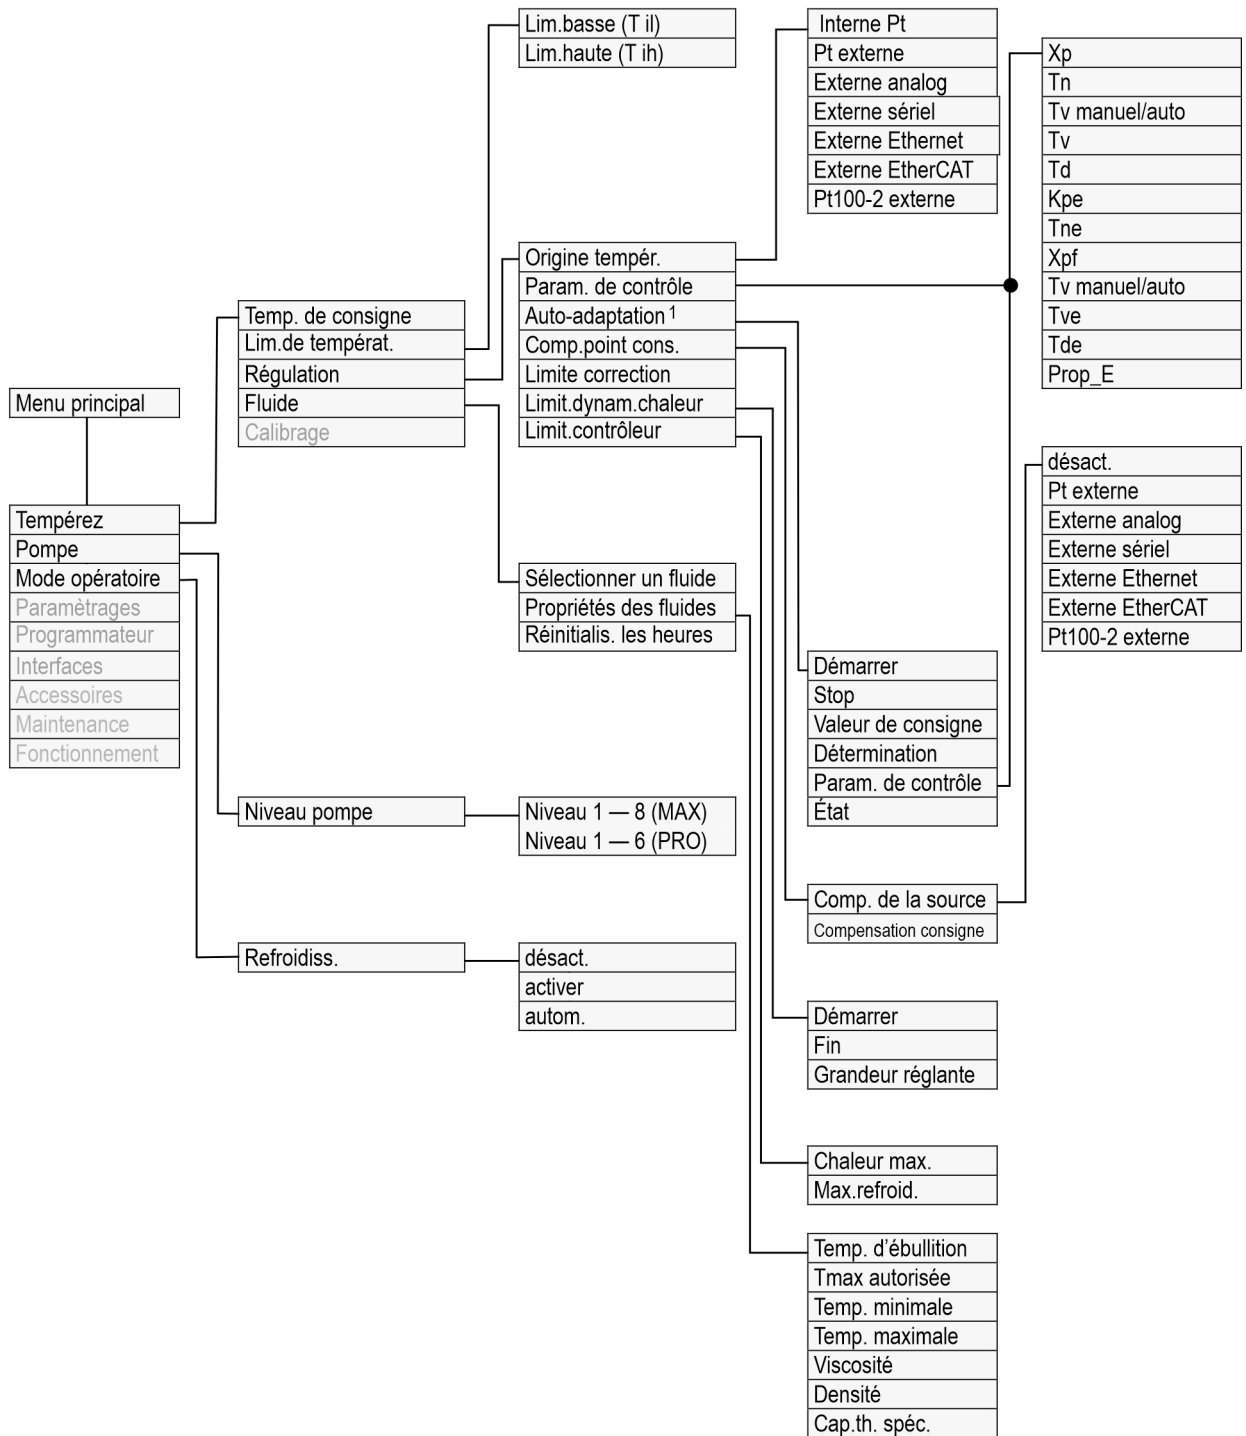 Menu principal
Tempérez
Pompe
Mode opératoire
Paramètrages
Programmateur
Interfaces
Accessoires
Maintenance
Fonctionnement
Temp. de consigne
Lim.de températ.
Régulation
Fluide
Calibrage
Niveau pompe
Refroidiss.
Lim.basse (T il)
Lim.haute (T ih)
Origine tempér.
Param. de contrôle
Auto-adaptation 1
Comp.point cons.
Limite correction
Limit.dynam.chaleur
Limit.contrôleur
Sélectionner un fluide
Propriétés des fluides
Réinitialis. les heures
Niveau 1 — 8 (MAX)
Niveau 1 — 6 (PRO)
désact.
activer
autom.
Interne Pt
Pt externe
Externe analog
Externe sériel
Externe Ethernet
Externe EtherCAT
Pt100-2 externe
Démarrer
Stop
Valeur de consigne
Détermination
Param. de contrôle
État
Comp. de la source
Compensation consigne
Démarrer
Fin
Grandeur réglante
Chaleur max.
Max.refroid.
Temp. d’ébullition
Tmax autorisée
Temp. minimale
Temp. maximale
Viscosité
Densité
Cap.th. spéc.
Xp
Tn
Tv manuel/auto
Tv
Td
Kpe
Tne
Xpf
Tv manuel/auto
Tve
Tde
Prop_E
désact.
Pt externe
Externe analog
Externe sériel
Externe Ethernet
Externe EtherCAT
Pt100-2 externe